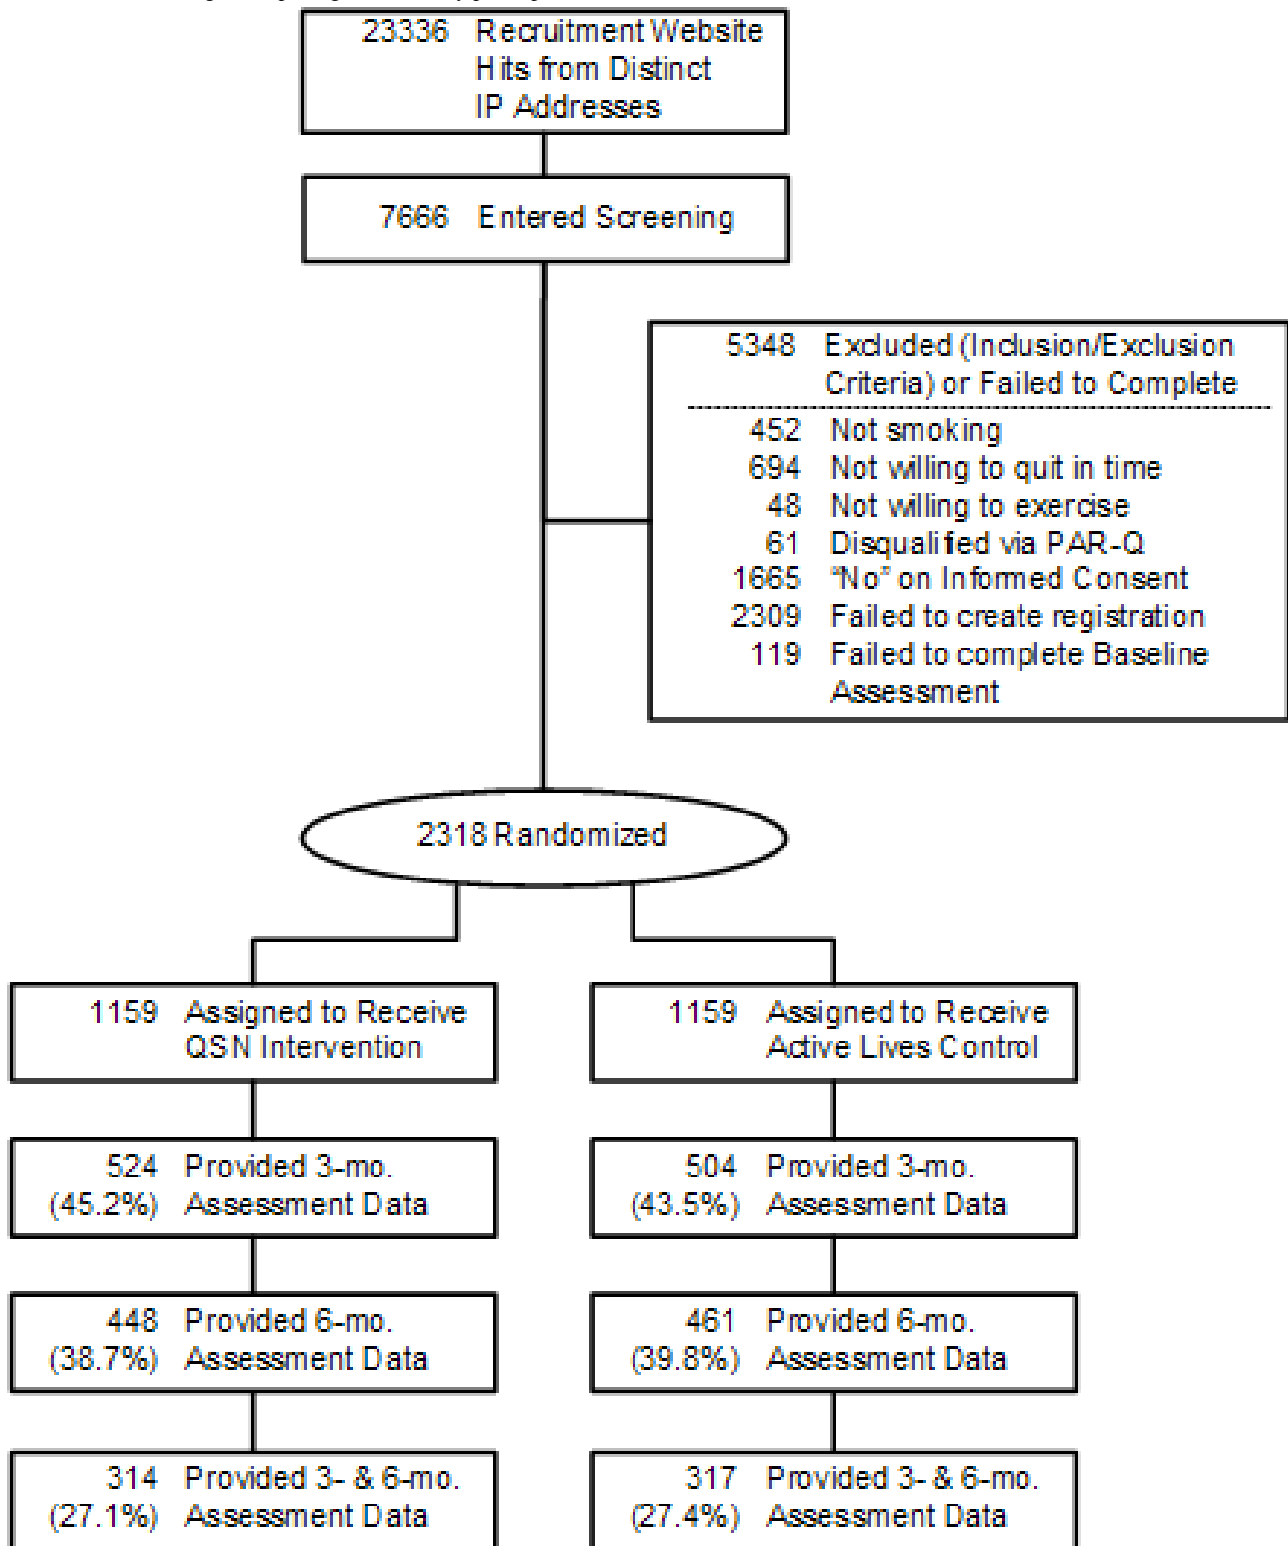 23336 Recruitment Website
Hits from Distinct
IP Addresses
7666 Entered Screening
5348 Excluded (Inclusion/Exclusion
Criteria) or Failed to Complete
452 Not smoking
694 Not willing to quit in time
48 Not willing to exercise
61 Disqualified via PAR-Q
1665 "No" on Informed Consent
2309 Failed to create registration
119 Failed to complete Baseline
Assessment
2318 Randomized
1159 Assigned to Receive
QSN Intervention
1159 Assigned to Receive
Active Lives Control
524 Provided 3-mo.
(45.2%) Assessment Data
504 Provided 3-mo.
(43.5%) Assessment Data
448 Provided 6-mo.
(38.7%) Assessment Data
461 Provided 6-mo.
(39.8%) Assessment Data
314 Provided 3- & 6-mo.
(27.1%) Assessment Data
317 Provided 3- & 6-mo.
(27.4%) Assessment Data